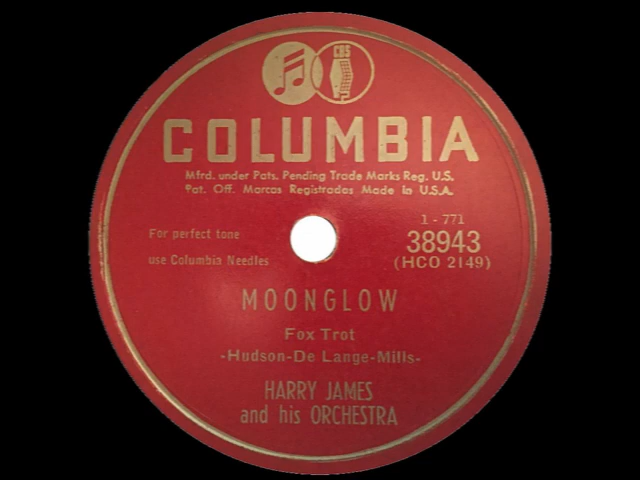 CBS
COLUMBIA
Mfrd. under Pats. Pending Trade Marks Reg. U.S.
Pat. Off. Marcas Registradas Made in U.S.A.
1 - 771
For perfect tone
38943
use Columbia Needles
(HCO 2149)
MOONGLOW
Fox Trot
-Hudson-De Lange-Mills-
HARRY JAMES
and his ORCHESTRA